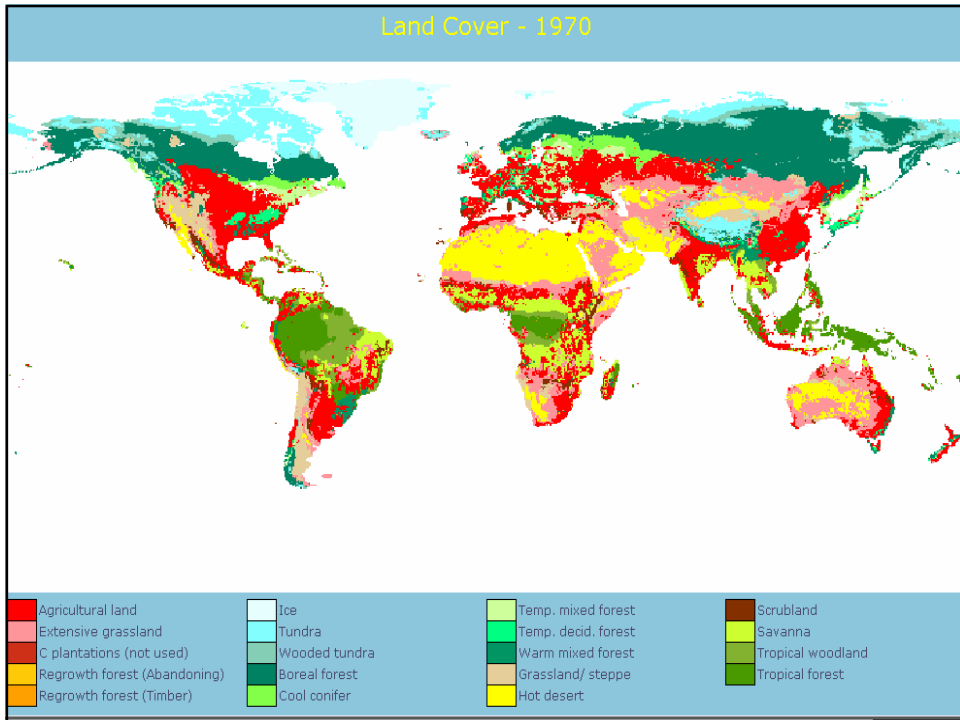 Land Cover - 1970
Agricultural land
Extensive grassland
C plantations (not used)
Regrowth forest (Abandoning)
Regrowth forest (Timber)
Ice
Tundra
Wooded tundra
Boreal forest
Cool conifer
Temp. mixed forest
Temp. decid. forest
Warm mixed forest
Grassland/ steppe
Hot desert
Scrubland
Savanna
Tropical woodland
Tropical forest